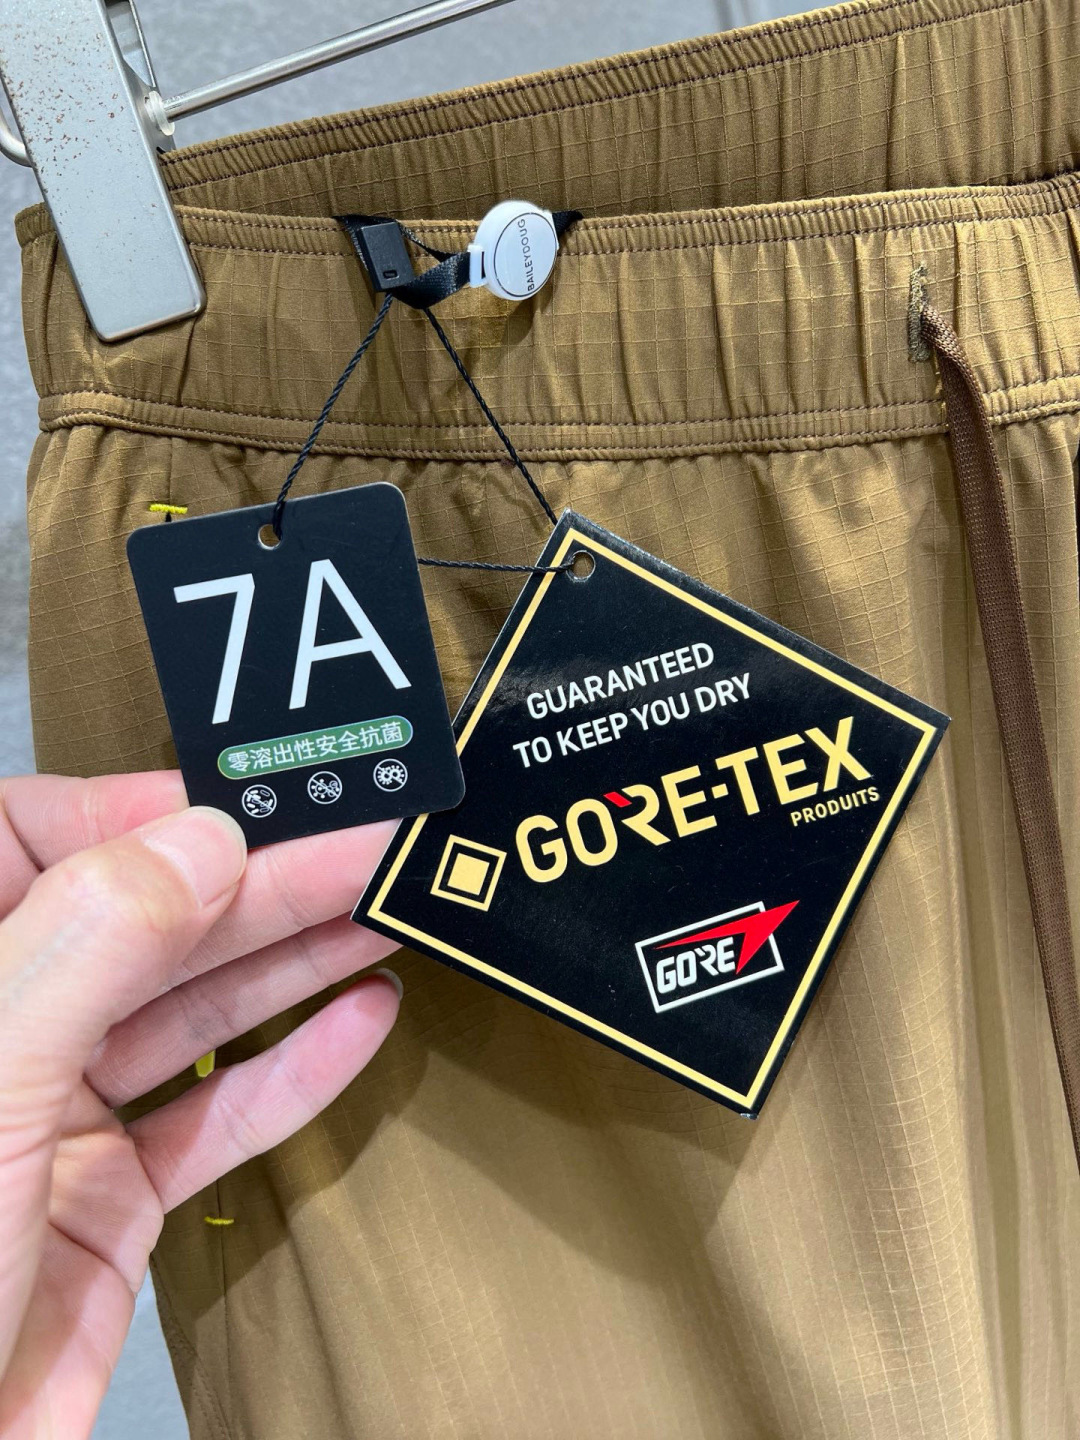 BAILEYDOUG
7A
零溶出性安全抗菌
GUARANTEED
TO KEEP YOU DRY
GORE-TEX
PRODUITS
GORE